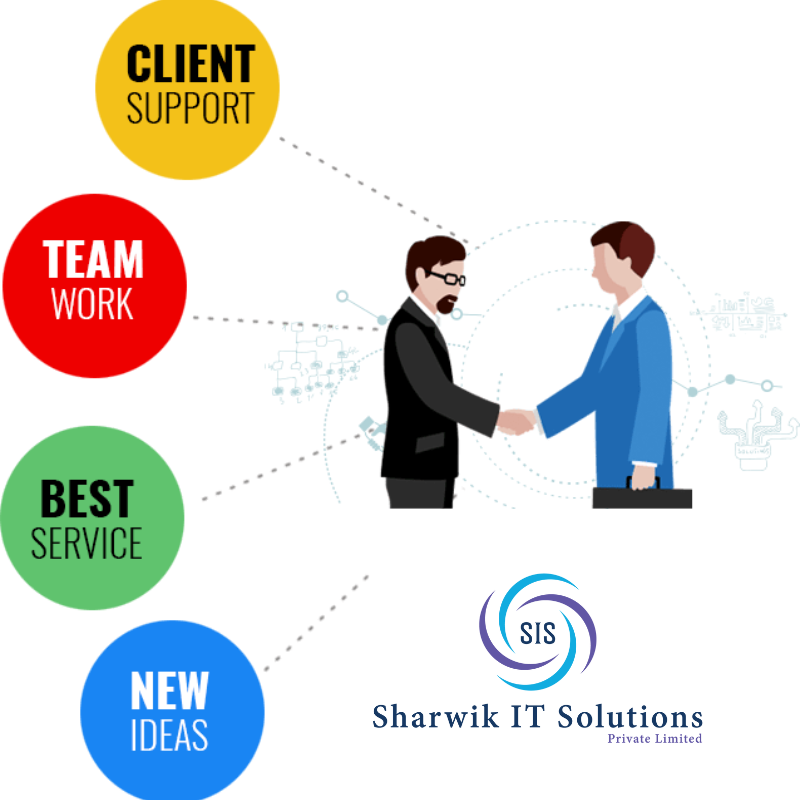 CLIENT
SUPPORT
TEAM
WORK
BEST
SERVICE
NEW
IDEAS
SIS
Sharwik IT Solutions
Private Limited